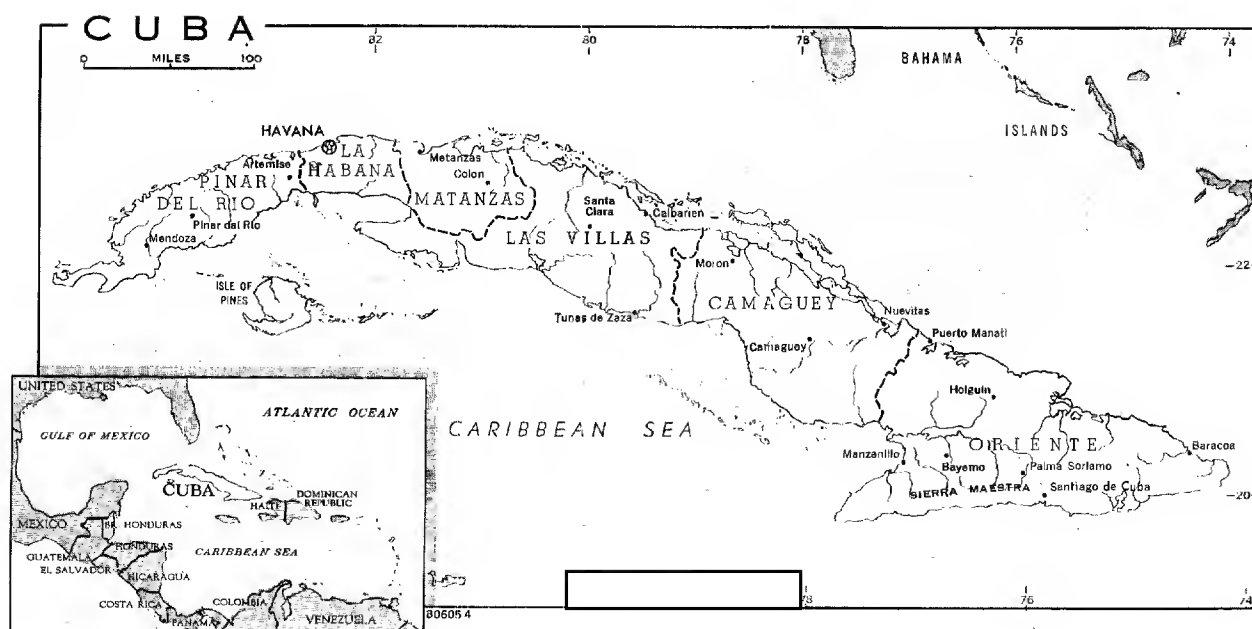 CUBA
0 MILES 100
82
80
78
76
74
BAHAMA
ISLANDS
HAVANA
LA
HABANA
Artemise
PINAR
DEL RIO
Pinar del Rio
Mendoza
Metanzas
Colon
MATANZAS
Santa
Clara
Caibarien
LAS VILLAS
ISLE OF
PINES
Tunas de Zaza
Moron
CAMAGUEY
Camaguey
Nuevitas
Puerto Manati
22
Holguin
ORIENTE
Manzanillo
Bayamo
Palma Soriano
Baracoa
SIERRA MAESTRA
Santiago de Cuba
20
CARIBBEAN SEA
UNITED STATES
ATLANTIC OCEAN
GULF OF MEXICO
CUBA
HAITI
DOMINICAN
REPUBLIC
MEXICO
BR. HONDURAS
HONDURAS
GUATEMALA
EL SALVADOR
NICARAGUA
CARIBBEAN SEA
COSTA RICA
PANAMA
COLOMBIA
VENEZUELA
80605 4
78
76
74